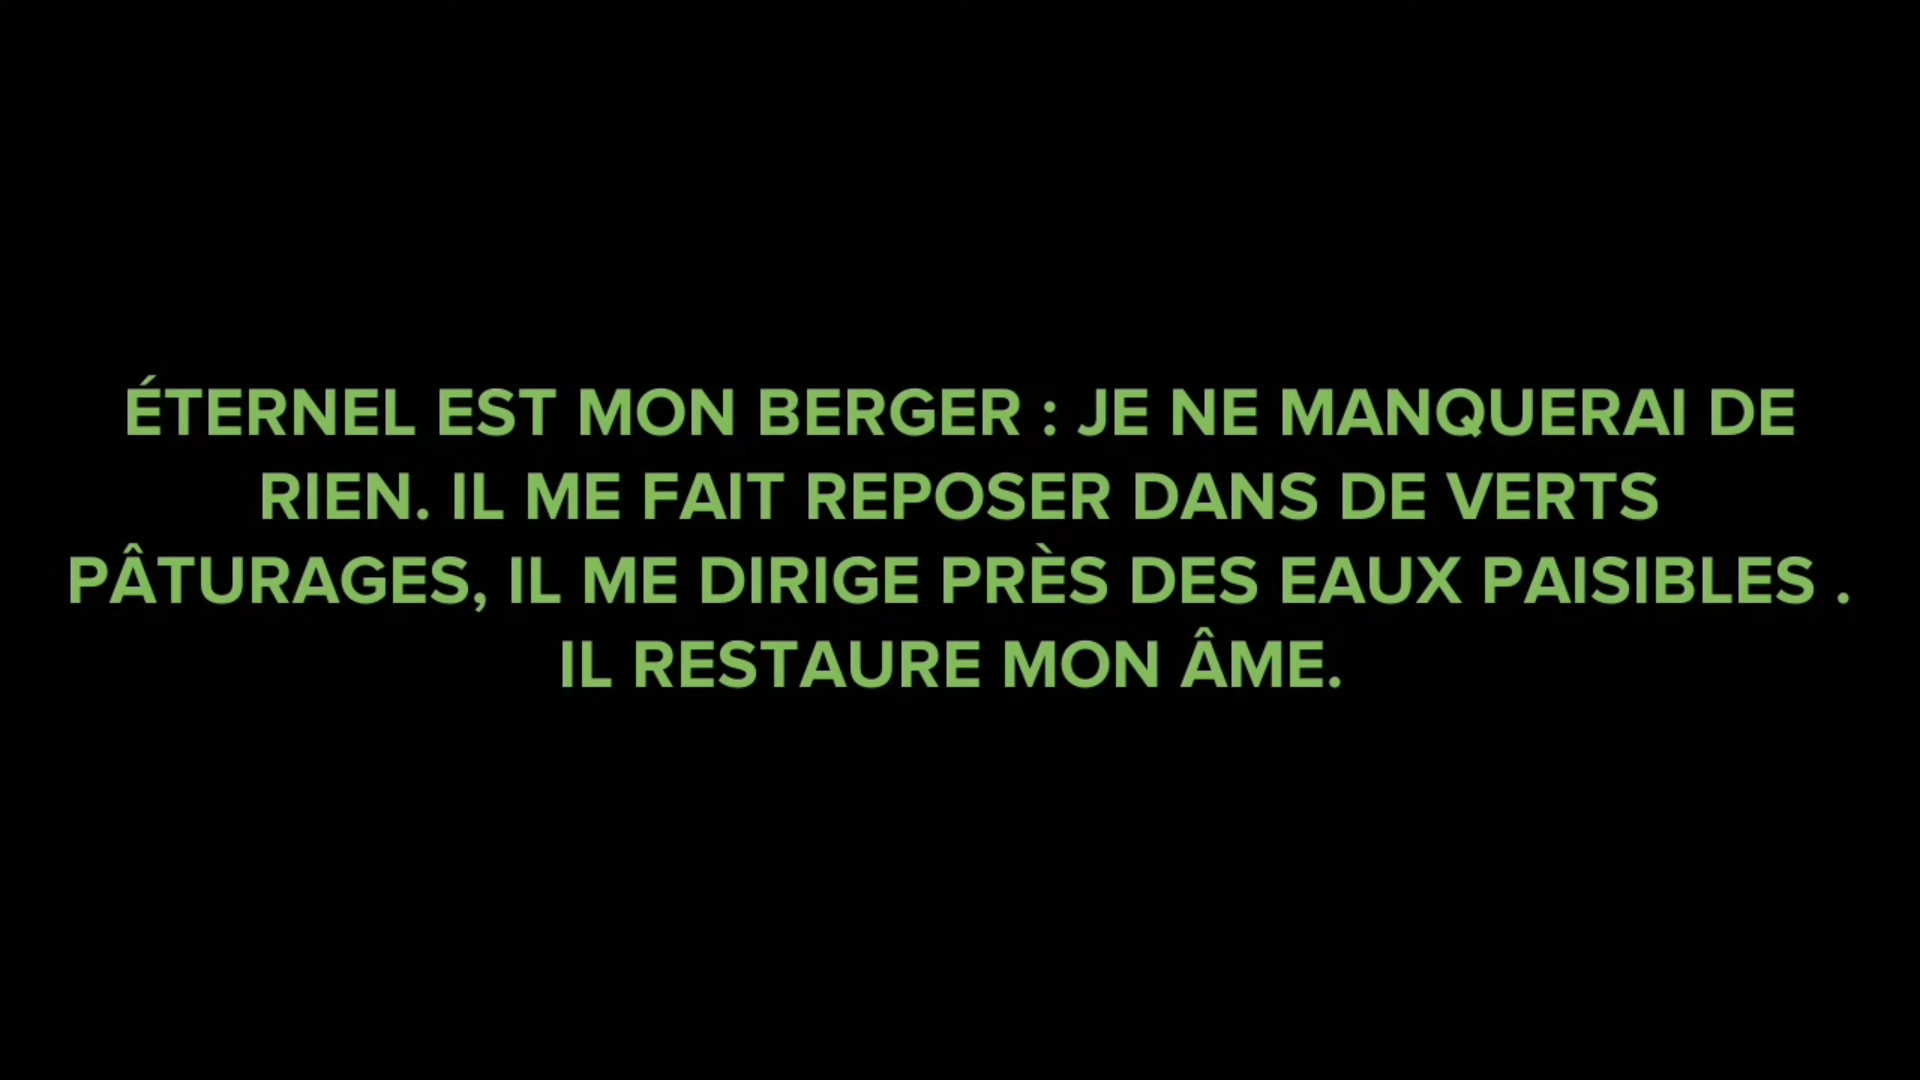 ÉTERNEL EST MON BERGER : JE NE MANQUERAI DE
RIEN. IL ME FAIT REPOSER DANS DE VERTS
PÂTURAGES, IL ME DIRIGE PRÈS DES EAUX PAISIBLES .
IL RESTAURE MON ÂME.